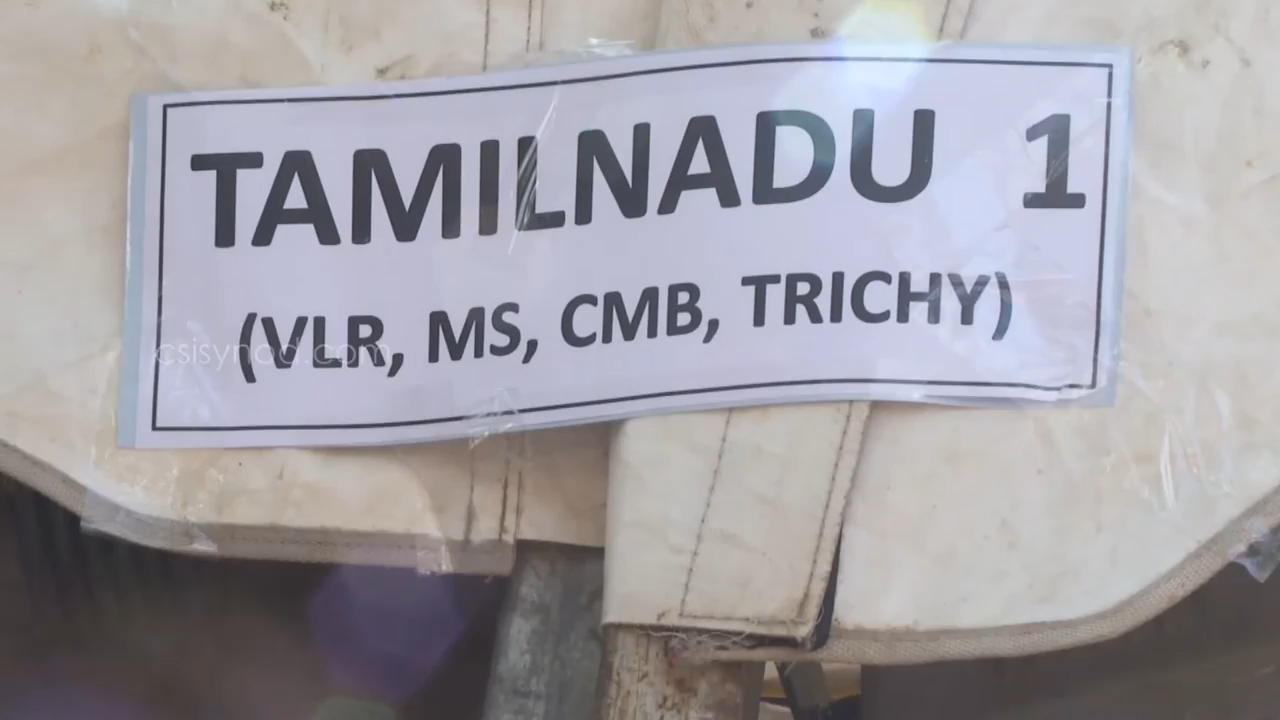 TAMILNADU 1
(VLR, MS, CMB, TRICHY)
csisynod.com